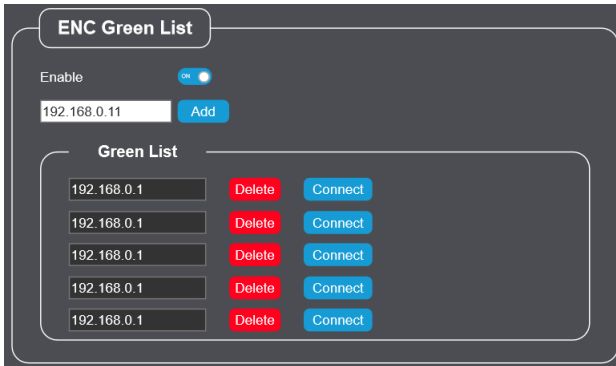 ENC Green List
Enable ON
192.168.0.11 Add
Green List
192.168.0.1 Delete Connect
192.168.0.1 Delete Connect
192.168.0.1 Delete Connect
192.168.0.1 Delete Connect
192.168.0.1 Delete Connect